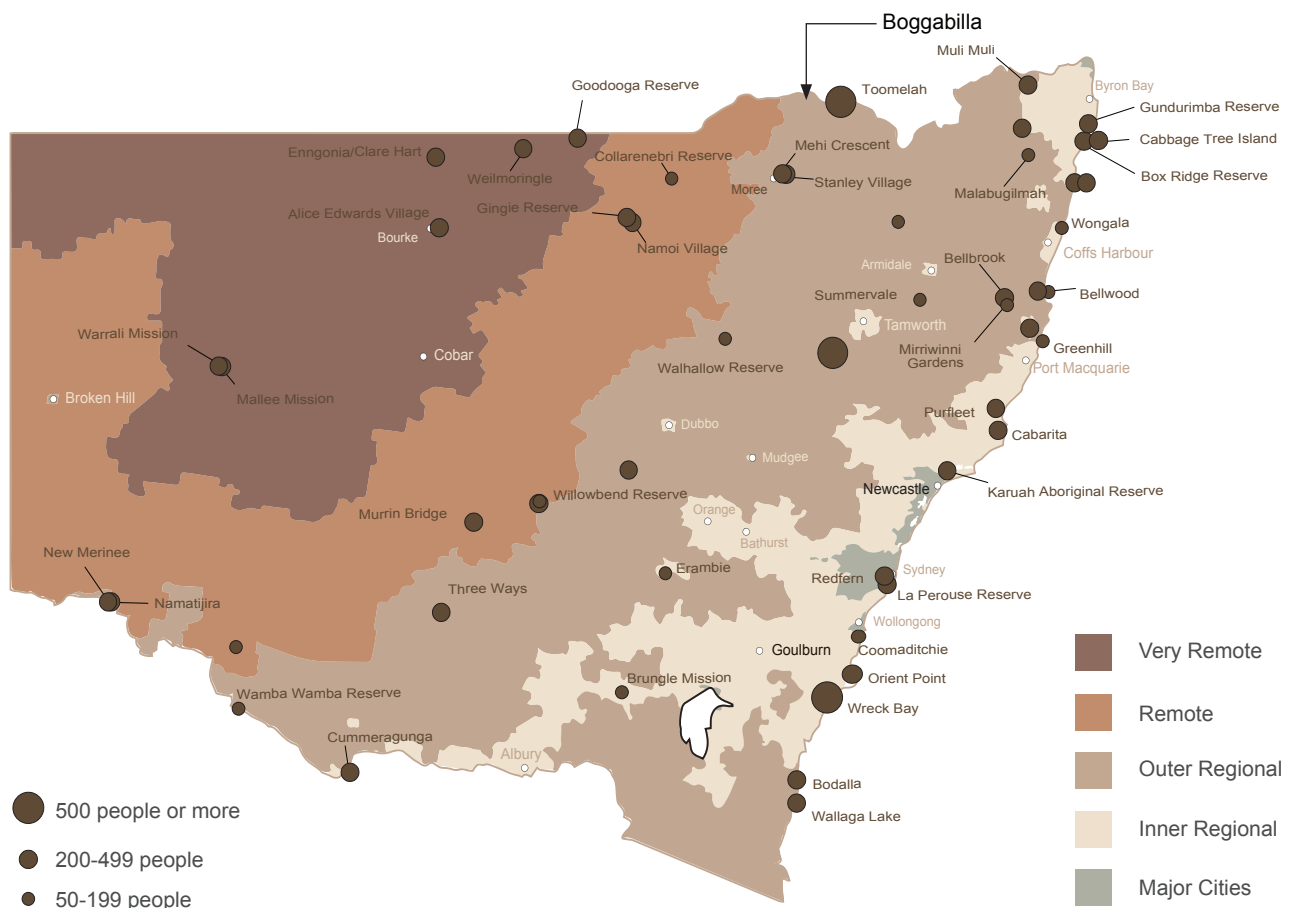 Boggabilla
Muli Muli
Goodooga Reserve
Toomelah
Byron Bay
Gundurimba Reserve
Enngonia/Clare Hart
Weilmoringle
Collarenebri Reserve
Mehi Crescent
Cabbage Tree Island
Moree
Stanley Village
Malabugilmah
Box Ridge Reserve
Alice Edwards Village
Gingie Reserve
Bourke
Namoi Village
Wongala
Coffs Harbour
Armidale
Bellbrook
Summervale
Bellwood
Warrali Mission
Tamworth
Cobar
Mirriwinni
Gardens
Greenhill
Walhallow Reserve
Port Macquarie
Mallee Mission
Broken Hill
Purfleet
Dubbo
Cabarita
Mudgee
Newcastle
Karuah Aboriginal Reserve
Willowbend Reserve
Murrin Bridge
Orange
Bathurst
New Merinee
Erambie
Redfern
Sydney
Three Ways
Namatijira
La Perouse Reserve
Wollongong
Goulburn
Coomaditchie
Brungle Mission
Orient Point
Wamba Wamba Reserve
Wreck Bay
Cummeragunga
Albury
Bodalla
Wallaga Lake
500 people or more
200-499 people
50-199 people
Very Remote
Remote
Outer Regional
Inner Regional
Major Cities